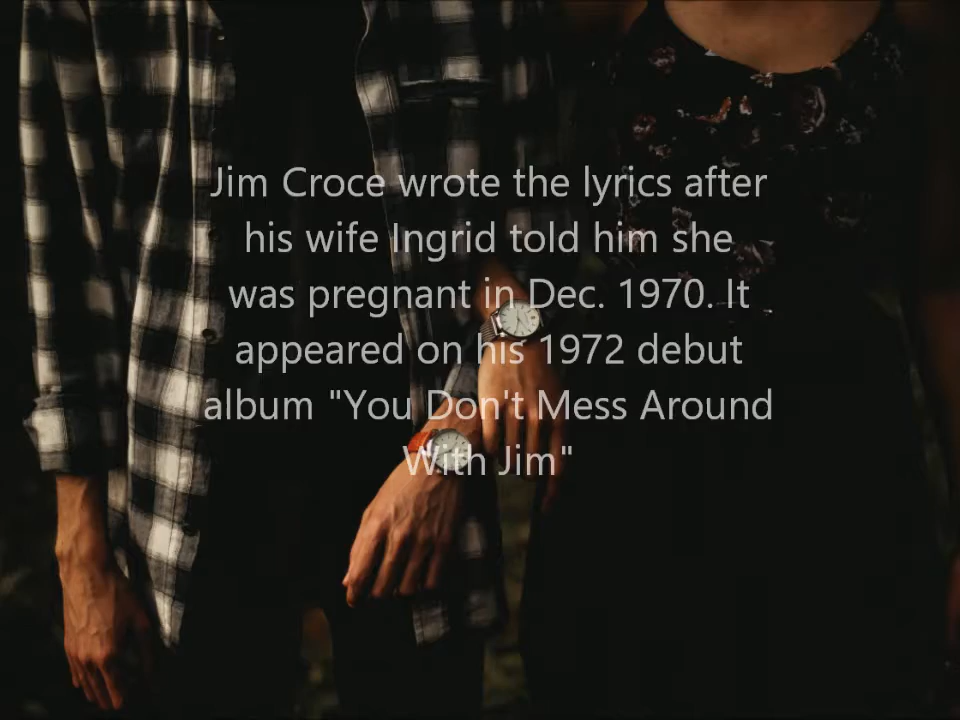 Jim Croce wrote the lyrics after
his wife Ingrid told him she
was pregnant in Dec. 1970. It
appeared on his 1972 debut
album "You Don't Mess Around
With Jim"